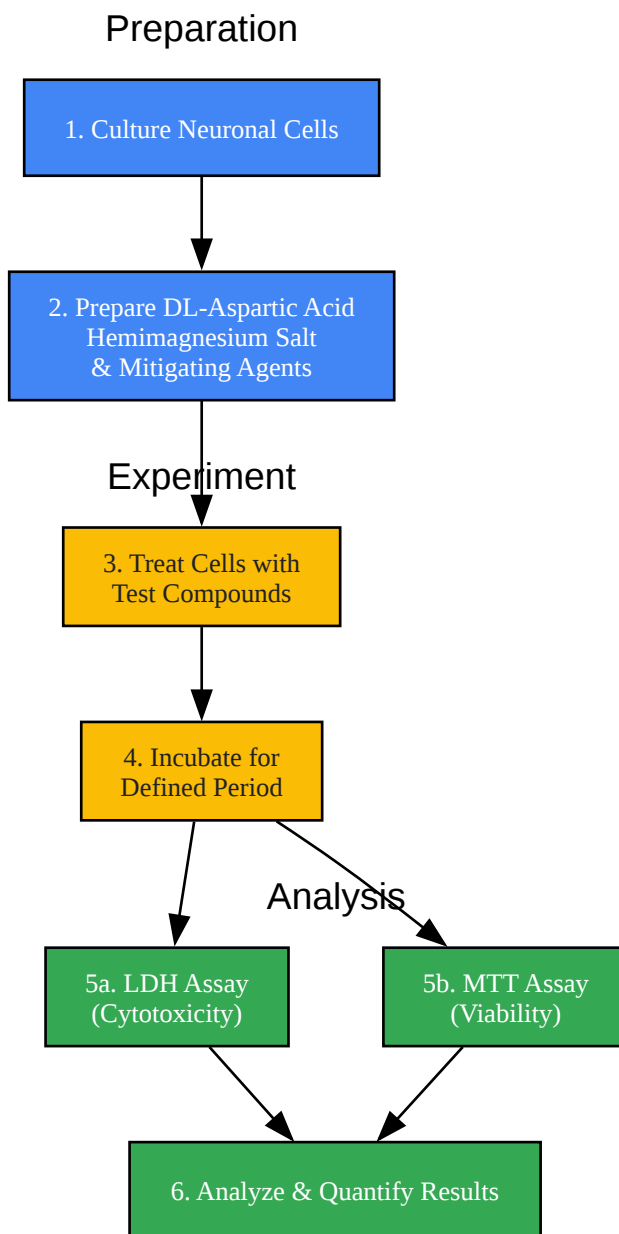 Preparation
1. Culture Neuronal Cells
2. Prepare DL-Aspartic Acid
Hemimagnesium Salt
& Mitigating Agents
Experiment
3. Treat Cells with
Test Compounds
4. Incubate for
Defined Period
Analysis
5a. LDH Assay
(Cytotoxicity)
5b. MTT Assay
(Viability)
6. Analyze & Quantify Results